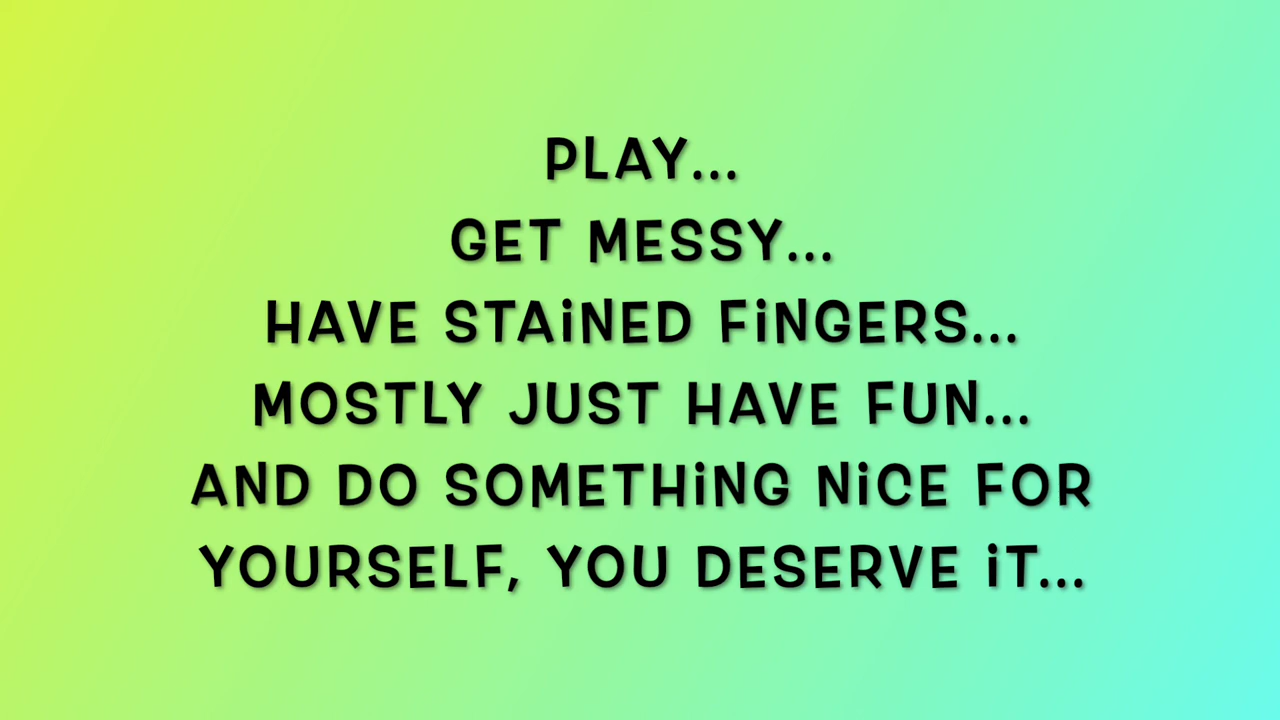 PLAY...
GET MESSY...
HAVE STAiNED FiNGERS...
MOSTLY JUST HAVE FUN...
AND DO SOMETHiNG NiCE FOR
YOURSELF, YOU DESERVE iT...